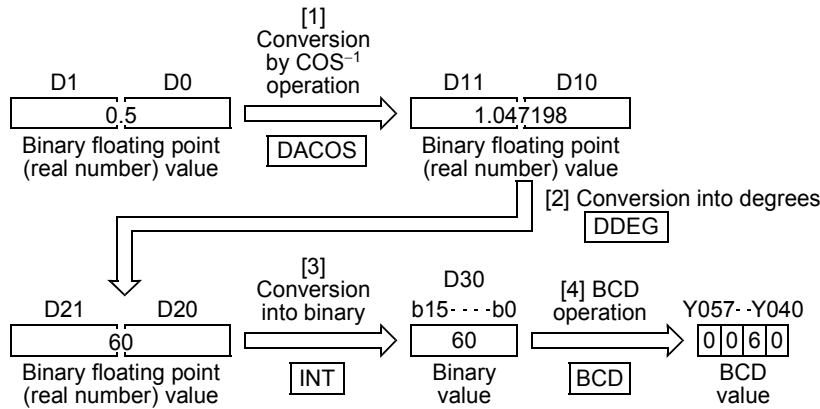 [1]
Conversion
by COS⁻¹
operation
D1 D0
D11 D10
0.5
1.047198
Binary floating point
(real number) value
DACOS
Binary floating point
(real number) value
[2] Conversion into degrees
DDEG
[3]
Conversion
into binary
D30
[4] BCD
operation
D21 D20
b15----b0
Y057--Y040
60
60
0 0 6 0
Binary floating point
(real number) value
INT
Binary
value
BCD
BCD
value